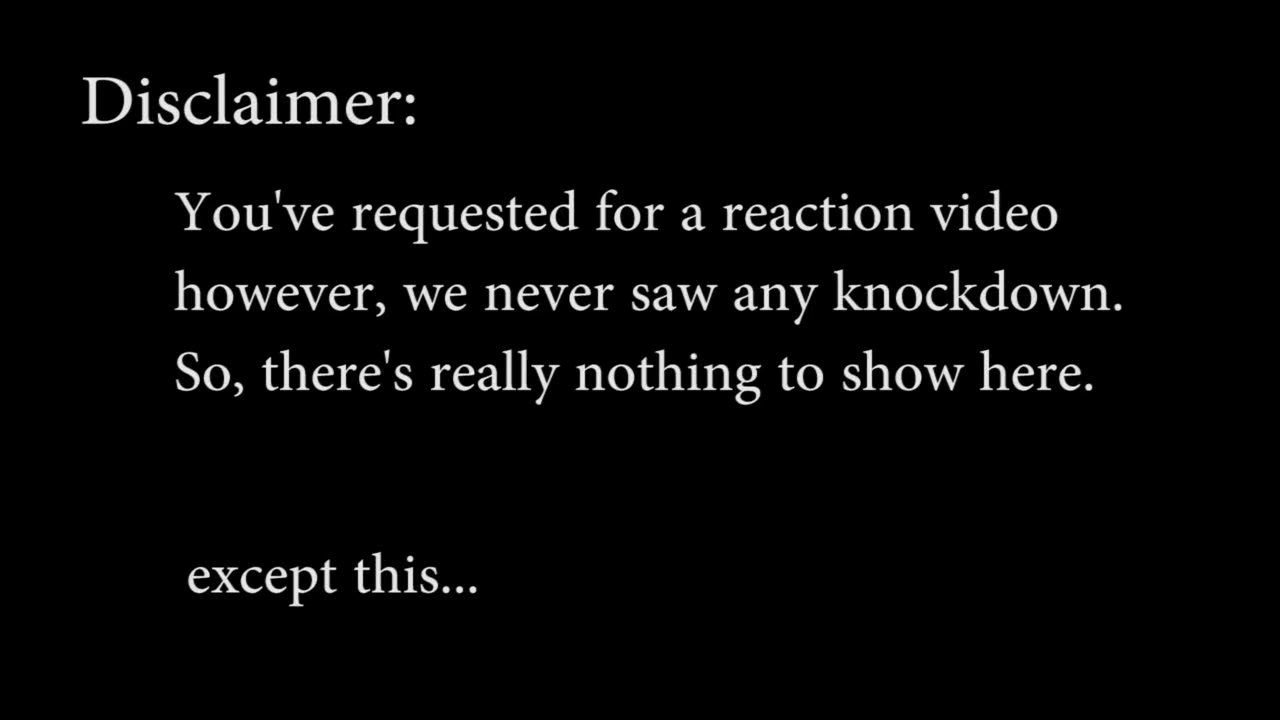 Disclaimer:
You've requested for a reaction video
however, we never saw any knockdown.
So, there's really nothing to show here.
except this...